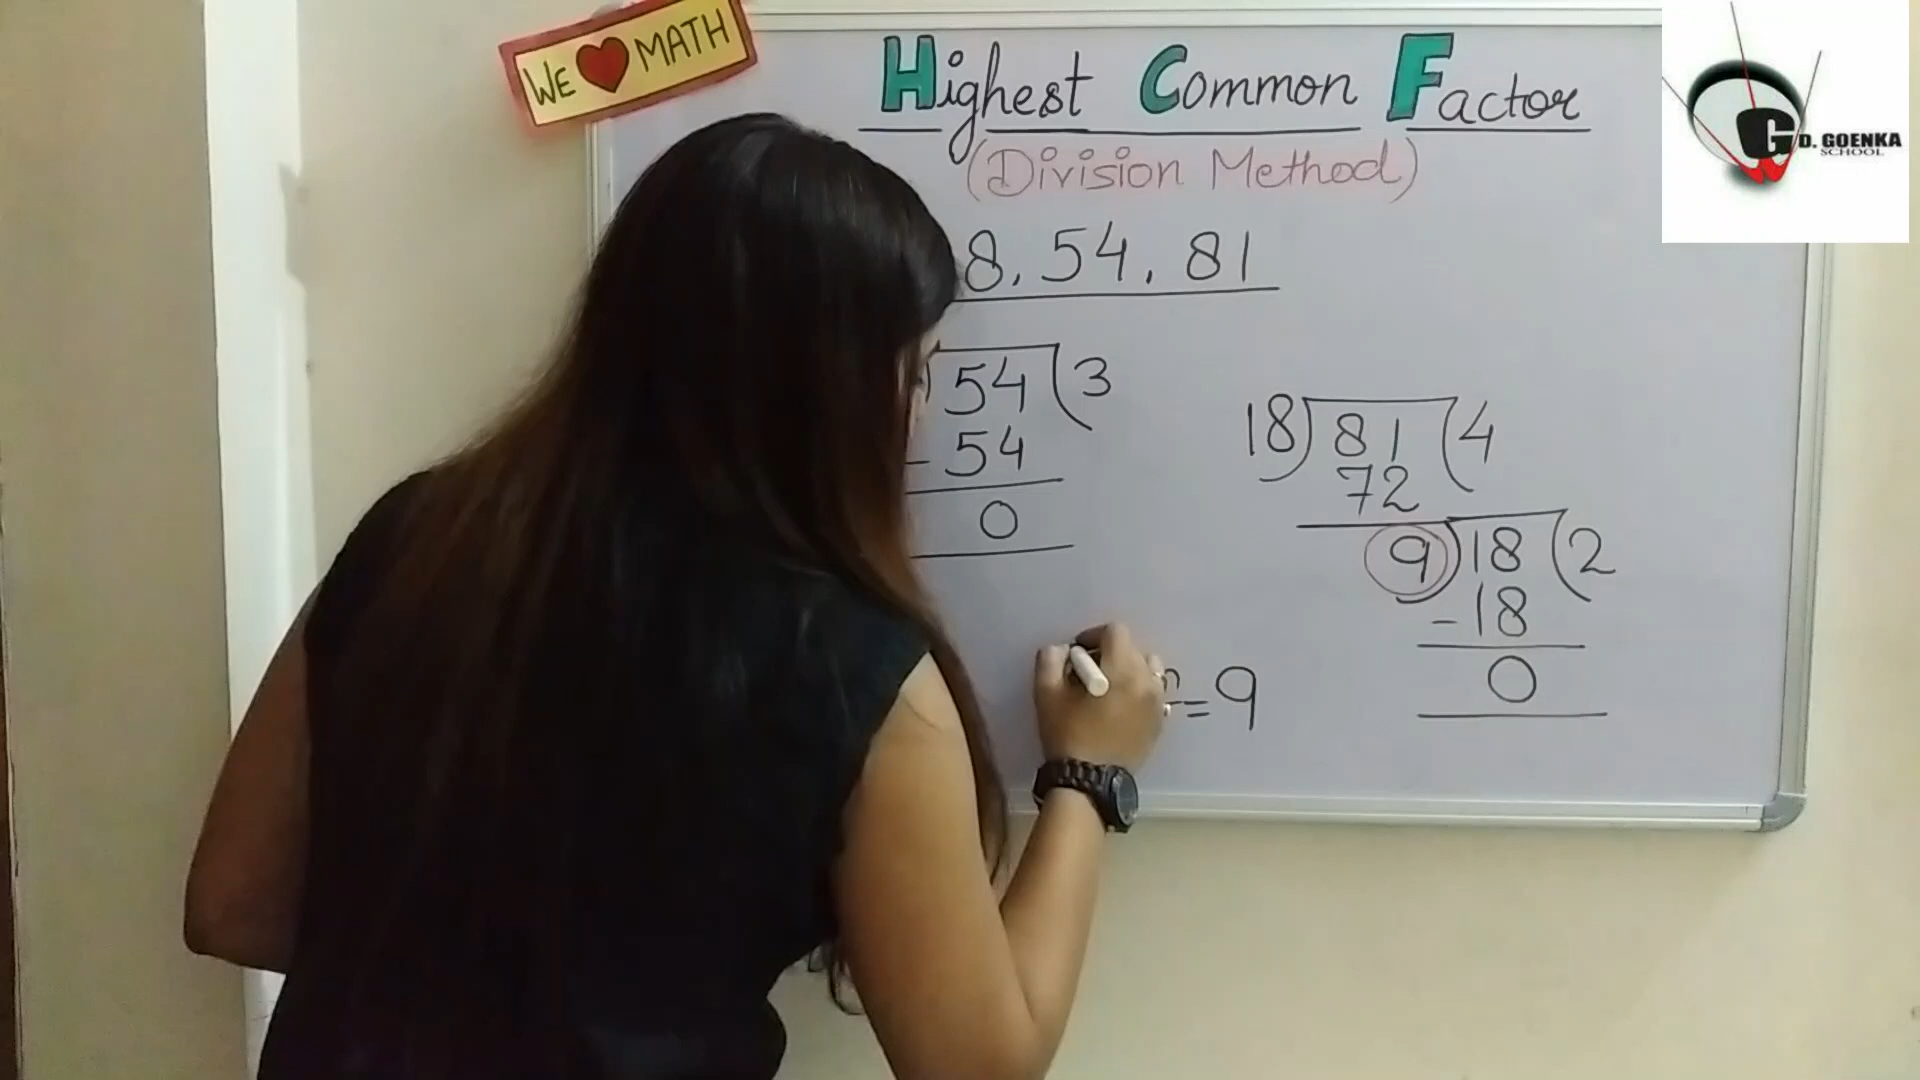 WE MATH
Highest Common Factor
(Division Method)
8, 54, 81
54 ( 3
- 54
0
18 ) 81 ( 4
72
9 ) 18 ( 2
- 18
0
= 9
G D. GOENKA
SCHOOL